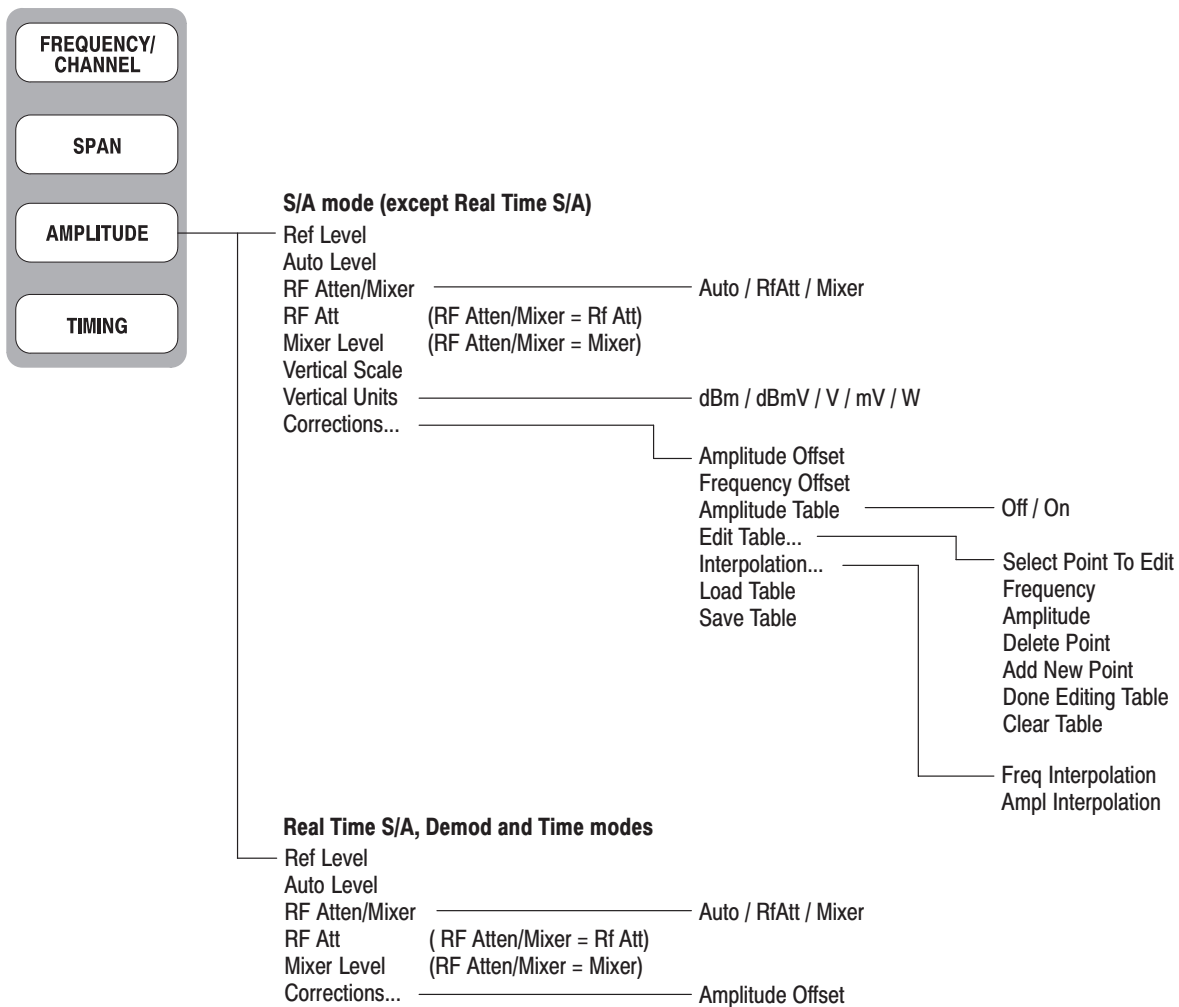 FREQUENCY/
CHANNEL
SPAN
AMPLITUDE
TIMING
S/A mode (except Real Time S/A)
Ref Level
Auto Level
RF Atten/Mixer Auto / RfAtt / Mixer
RF Att (RF Atten/Mixer = Rf Att)
Mixer Level (RF Atten/Mixer = Mixer)
Vertical Scale
Vertical Units dBm / dBmV / V / mV / W
Corrections...
Amplitude Offset
Frequency Offset
Amplitude Table Off / On
Edit Table...
Interpolation...
Load Table
Save Table
Select Point To Edit
Frequency
Amplitude
Delete Point
Add New Point
Done Editing Table
Clear Table
Freq Interpolation
Ampl Interpolation
Real Time S/A, Demod and Time modes
Ref Level
Auto Level
RF Atten/Mixer Auto / RfAtt / Mixer
RF Att ( RF Atten/Mixer = Rf Att)
Mixer Level (RF Atten/Mixer = Mixer)
Corrections... Amplitude Offset